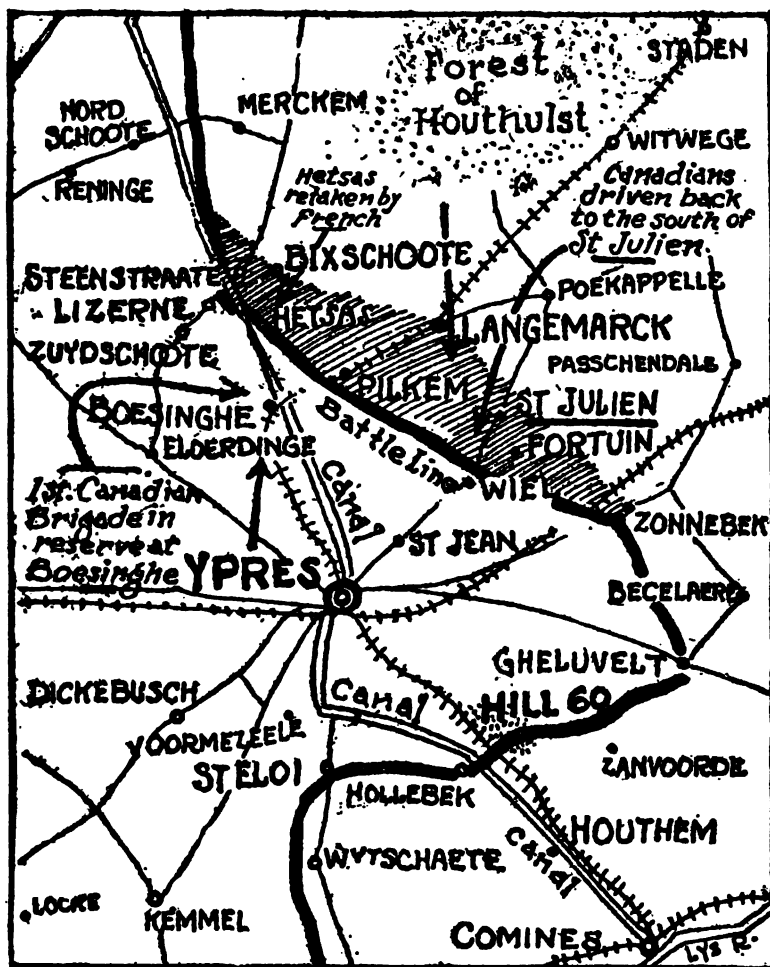 Forest
of
Houthulst
STADEN
NORD
SCHOOTE
MERCKEM
WITWEGE
RENINGE
Hetsas
retaken by
French
Canadians
driven back
to the south of
St Julien.
BIXSCHOOTE
STEENSTRAATE
LIZERNE
HETSAS
POEKAPPELLE
LANGEMARCK
ZUYDSCHOOTE
PASSCHENDALE
PILKEM
BOESINGHE
ST JULIEN
Battle line
ELOERDINGE
FORTUIN
Canal
WIEL
1st. Canadian
Brigade in
reserve at
Boesinghe
ZONNEBEK
ST JEAN
YPRES
BECELAERE
GHELUVELT
DICKEBUSCH
Canal
HILL 60
VOORMEZEELE
ST ELOI
ZANVOORDE
HOLLEBEK
HOUTHEM
Canal
WYTSCHAETE
LOCRE
KEMMEL
COMINES
LYS R.